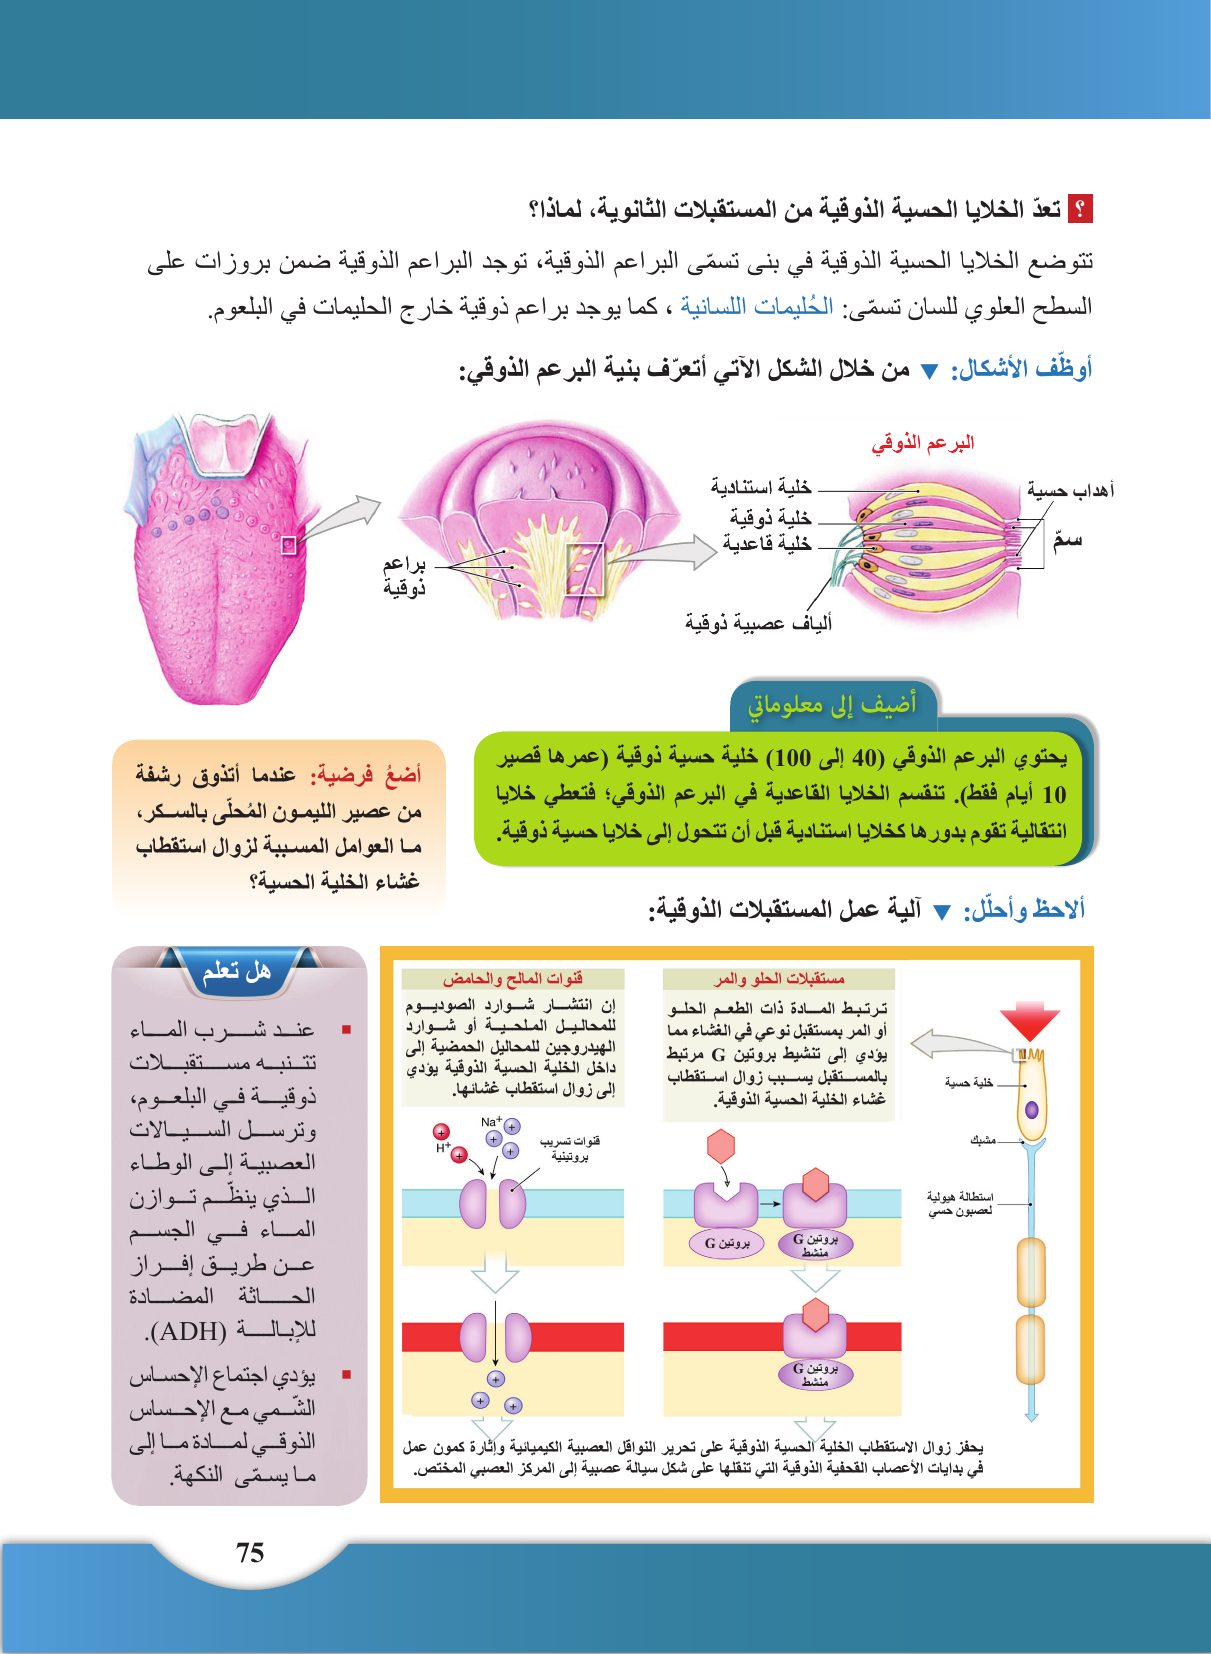 ؟ تعدّ الخلايا الحسية الذوقية من المستقبلات الثانوية، لماذا؟
تتوضع الخلايا الحسية الذوقية في بنى تسمّى البراعم الذوقية، توجد البراعم الذوقية ضمن بروزات على
السطح العلوي للسان تسمّى: الحُليمات اللسانية ، كما يوجد براعم ذوقية خارج الحليمات في البلعوم.
أوظّف الأشكال: ▼ من خلال الشكل الآتي أتعرّف بنية البرعم الذوقي:
البرعم الذوقي
أهداب حسية
سمّ
خلية استنادية
خلية ذوقية
خلية قاعدية
ألياف عصبية ذوقية
براعم
ذوقية
أضيف إلى معلوماتي
يحتوي البرعم الذوقي (40 إلى 100) خلية حسية ذوقية (عمرها قصير
10 أيام فقط). تنقسم الخلايا القاعدية في البرعم الذوقي؛ فتعطي خلايا
انتقالية تقوم بدورها كخلايا استنادية قبل أن تتحول إلى خلايا حسية ذوقية.
أضعُ فرضية: عندما أتذوق رشفة
من عصير الليمون المُحلّى بالسكر،
ما العوامل المسببة لزوال استقطاب
غشاء الخلية الحسية؟
ألاحظ وأحلّل: ▼ آلية عمل المستقبلات الذوقية:
خلية حسية
مشبك
استطالة هيولية
لعصبون حسي
مستقبلات الحلو والمر
ترتبط المادة ذات الطعم الحلو
أو المر بمستقبل نوعي في الغشاء مما
يؤدي إلى تنشيط بروتين G مرتبط
بالمستقبل يسبب زوال استقطاب
غشاء الخلية الحسية الذوقية.
بروتين G
بروتين G
منشط
بروتين G
منشط
قنوات المالح والحامض
إن انتشار شوارد الصوديوم
للمحاليل الملحية أو شوارد
الهيدروجين للمحاليل الحمضية إلى
داخل الخلية الحسية الذوقية يؤدي
إلى زوال استقطاب غشائها.
Na+
H+
قنوات تسريب
بروتينية
يحفز زوال الاستقطاب الخلية الحسية الذوقية على تحرير النواقل العصبية الكيميائية وإثارة كمون عمل
في بدايات الأعصاب القحفية الذوقية التي تنقلها على شكل سيالة عصبية إلى المركز العصبي المختص.
هل تعلم
▪ عند شرب الماء
تتنبه مستقبلات
ذوقية في البلعوم،
وترسل السيالات
العصبية إلى الوطاء
الذي ينظّم توازن
الماء في الجسم
عن طريق إفراز
الحاثة المضادة
للإبالة (ADH).
▪ يؤدي اجتماع الإحساس
الشّمي مع الإحساس
الذوقي لمادة ما إلى
ما يسمّى النكهة.
75